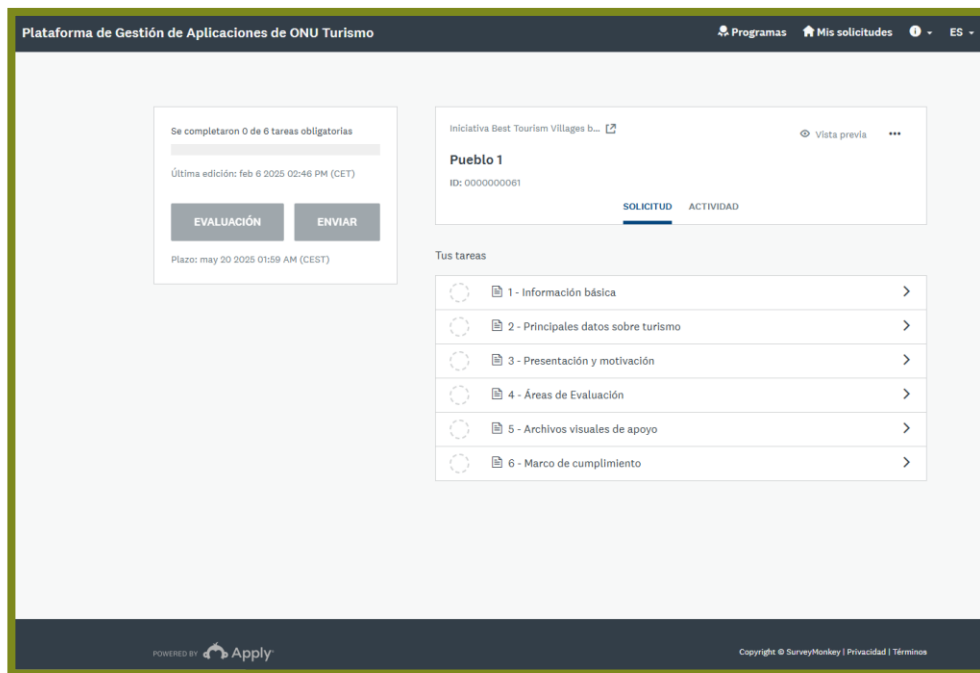 Plataforma de Gestión de Aplicaciones de ONU Turismo
Programas
Mis solicitudes
ES
Se completaron 0 de 6 tareas obligatorias
Última edición: feb 6 2025 02:46 PM (CET)
EVALUACIÓN
ENVIAR
Plazo: may 20 2025 01:59 AM (CEST)
Iniciativa Best Tourism Villages b...
Vista previa
Pueblo 1
ID: 0000000061
SOLICITUD
ACTIVIDAD
Tus tareas
1 - Información básica
2 - Principales datos sobre turismo
3 - Presentación y motivación
4 - Áreas de Evaluación
5 - Archivos visuales de apoyo
6 - Marco de cumplimiento
POWERED BY Apply
Copyright © SurveyMonkey | Privacidad | Términos